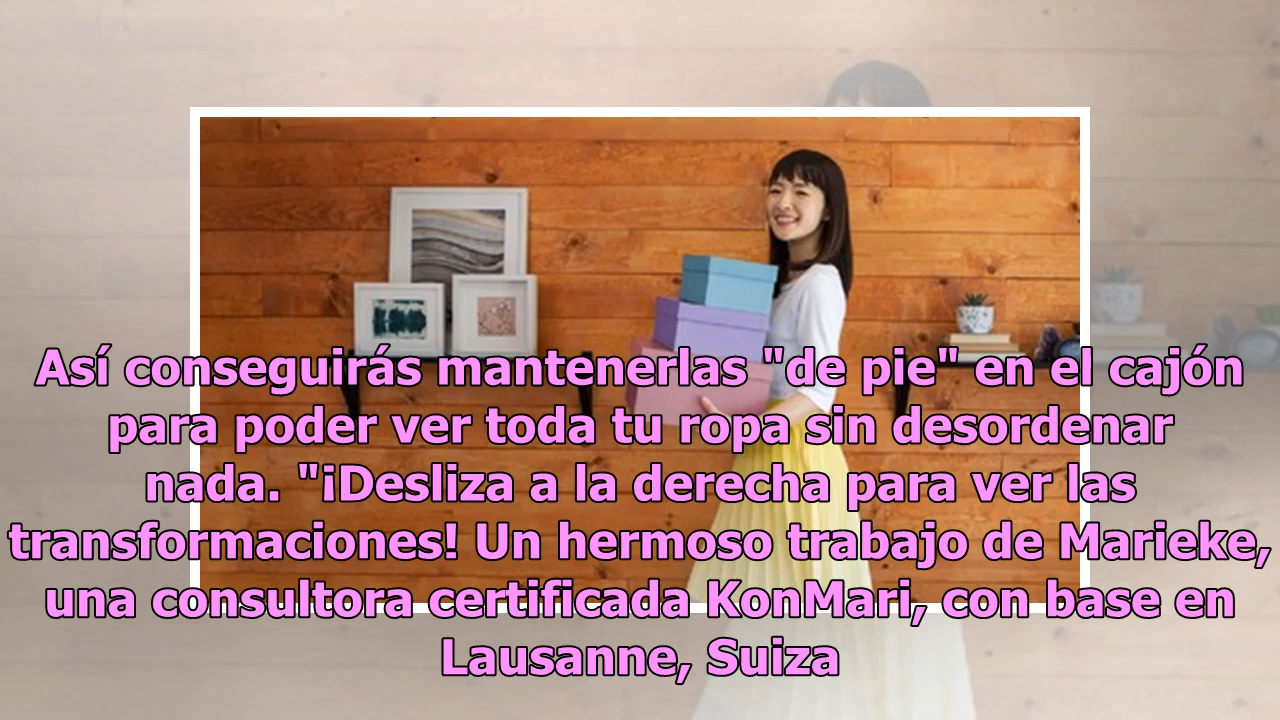 Así conseguirás mantenerlas "de pie" en el cajón
para poder ver toda tu ropa sin desordenar
nada. "¡Desliza a la derecha para ver las
transformaciones! Un hermoso trabajo de Marieke,
una consultora certificada KonMari, con base en
Lausanne, Suiza